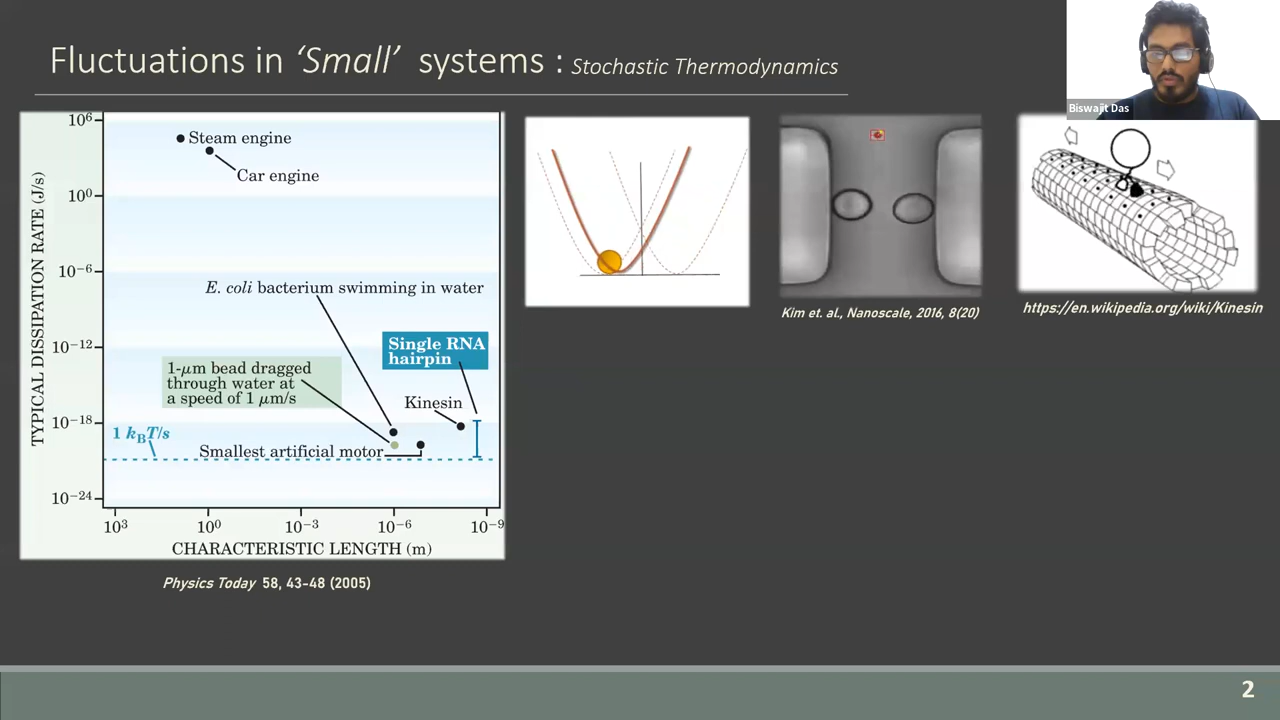 Fluctuations in ‘Small’ systems : Stochastic Thermodynamics
Biswajit Das
TYPICAL DISSIPATION RATE (J/s)
10⁶
10⁰
10⁻⁶
10⁻¹²
10⁻¹⁸
10⁻²⁴
Steam engine
Car engine
E. coli bacterium swimming in water
Single RNA
hairpin
1-μm bead dragged
through water at
a speed of 1 μm/s
Kinesin
1 kBT/s
Smallest artificial motor
10³
10⁰
10⁻³
10⁻⁶
10⁻⁹
CHARACTERISTIC LENGTH (m)
Physics Today 58, 43-48 (2005)
Kim et. al., Nanoscale, 2016, 8(20)
https://en.wikipedia.org/wiki/Kinesin
2